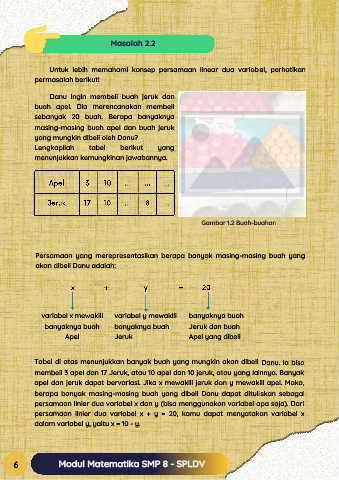 Masalah 2.2
Untuk lebih memahami konsep persamaan linear dua variabel, perhatikan
permasalah berikut!
Danu ingin membeli buah jeruk dan
buah apel. Dia merencanakan membeli
sebanyak 20 buah. Berapa banyaknya
masing-masing buah apel dan buah jeruk
yang mungkin dibeli oleh Danu?
Lengkapilah tabel berikut yang
menunjukkan kemungkinan jawabannya.
Apel 3 10 ... ... ...
Jeruk 17 10 ... 8 ...
Gambar 1.2 Buah-buahan
Persamaan yang merepresentasikan berapa banyak masing-masing buah yang
akan dibeli Danu adalah:
x + y = 20
variabel x mewakili variabel y mewakili banyaknya buah
banyaknya buah banyaknya buah Jeruk dan buah
Apel Jeruk Apel yang dibeli
Tabel di atas menunjukkan banyak buah yang mungkin akan dibeli Danu. Ia bisa
membeli 3 apel dan 17 Jeruk, atau 10 apel dan 10 jeruk, atau yang lainnya. Banyak
apel dan jeruk dapat bervariasi. Jika x mewakili jeruk dan y mewakili apel. Maka,
berapa banyak masing-masing buah yang dibeli Danu dapat dituliskan sebagai
persamaan linier dua variabel x dan y (bisa menggunakan variabel apa saja). Dari
persamaan linier dua variabel x + y = 20, kamu dapat menyatakan variabel x
dalam variabel y, yaitu x = 10 - y.
6 Modul Matematika SMP 8 - SPLDV